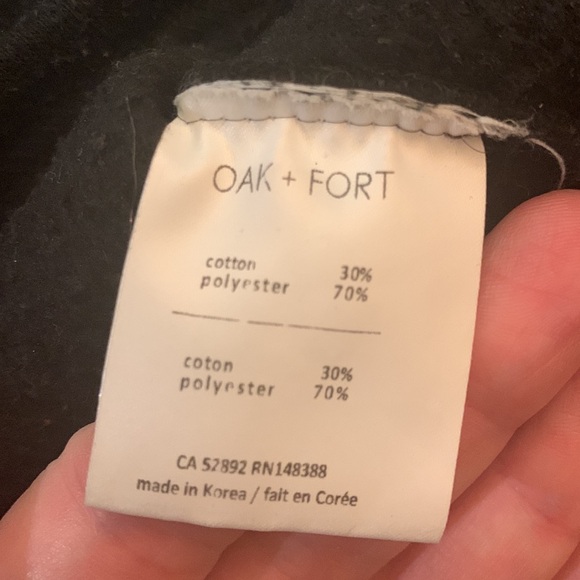 OAK + FORT
cotton 30%
polyester 70%
coton 30%
polyester 70%
CA 52892 RN148388
made in Korea / fait en Corée